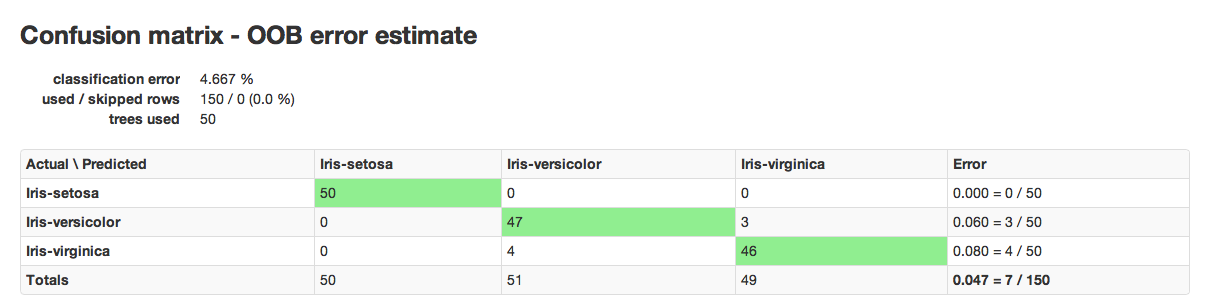 Confusion matrix - OOB error estimate
classification error 4.667 %
used / skipped rows 150 / 0 (0.0 %)
trees used 50
Actual \ Predicted Iris-setosa Iris-versicolor Iris-virginica Error
Iris-setosa 50 0 0 0.000 = 0 / 50
Iris-versicolor 0 47 3 0.060 = 3 / 50
Iris-virginica 0 4 46 0.080 = 4 / 50
Totals 50 51 49 0.047 = 7 / 150